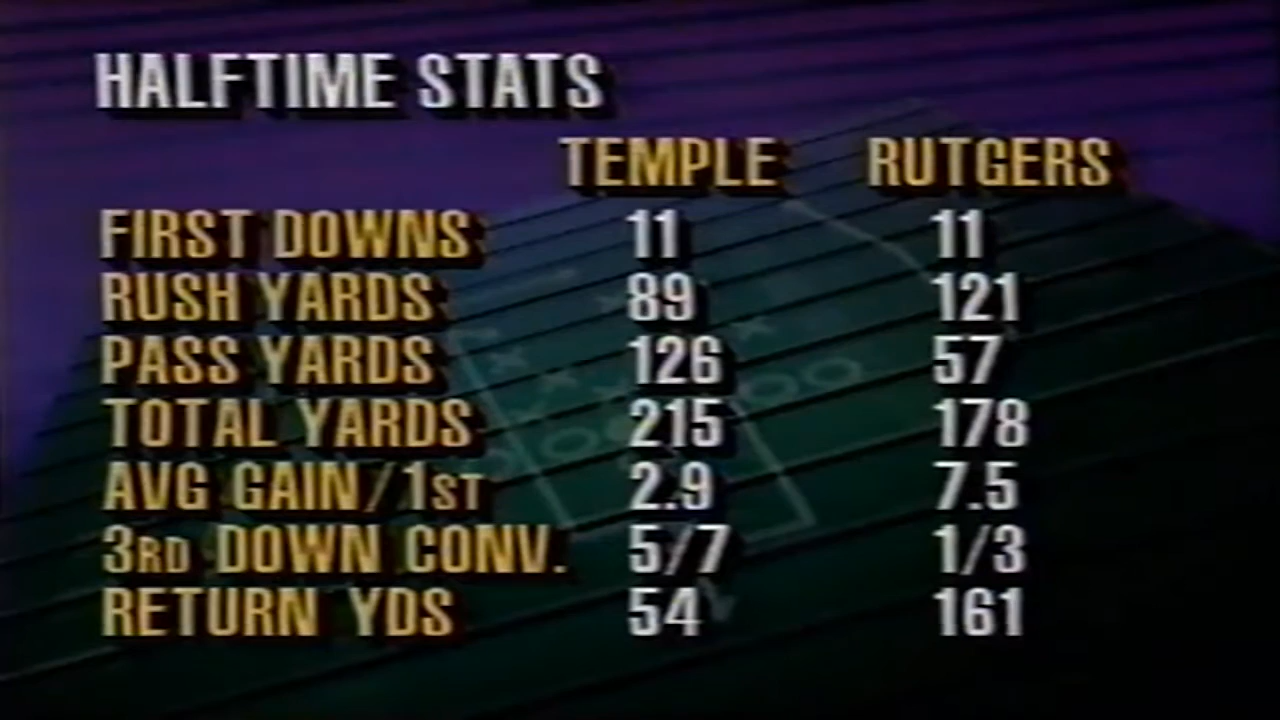 HALFTIME STATS
TEMPLE RUTGERS
FIRST DOWNS 11 11
RUSH YARDS 89 121
PASS YARDS 126 57
TOTAL YARDS 215 178
AVG GAIN/1ST 2.9 7.5
3RD DOWN CONV. 5/7 1/3
RETURN YDS 54 161